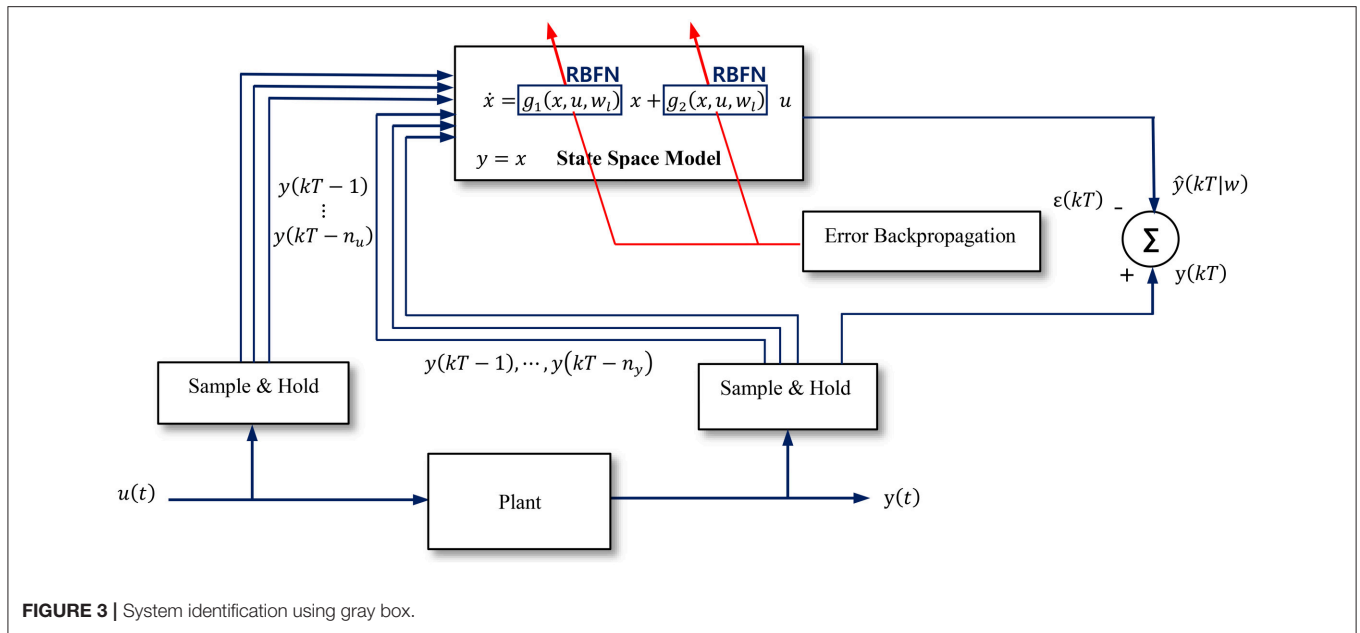 RBFN RBFN
ẋ = g₁(x, u, wₗ) x + g₂(x, u, wₗ) u
y = x State Space Model
y(kT − 1)
⋮
y(kT − nᵤ)
ε(kT) - ŷ(kT|w)
Error Backpropagation
Σ
+ y(kT)
y(kT − 1), ⋯ , y(kT − n_y)
Sample & Hold
Sample & Hold
u(t)
Plant
y(t)
FIGURE 3 | System identification using gray box.